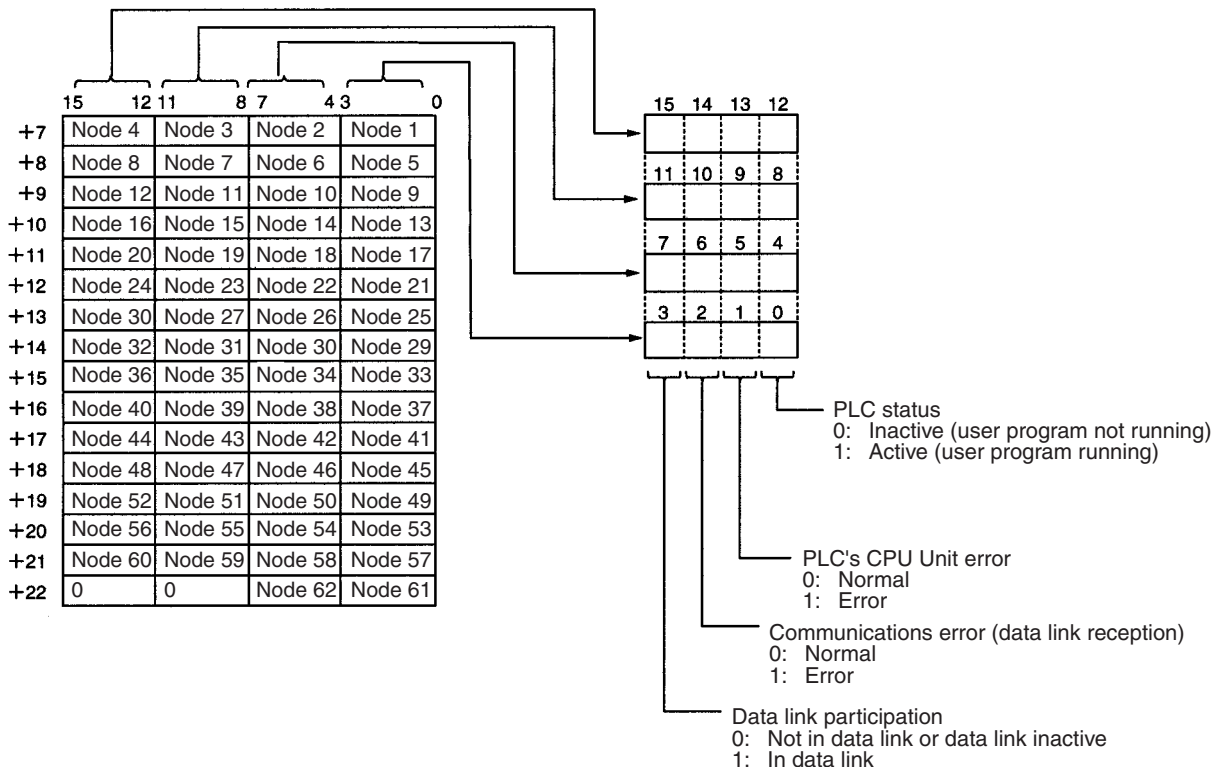 15 12 11 8 7 4 3 0
+7 Node 4 Node 3 Node 2 Node 1
+8 Node 8 Node 7 Node 6 Node 5
+9 Node 12 Node 11 Node 10 Node 9
+10 Node 16 Node 15 Node 14 Node 13
+11 Node 20 Node 19 Node 18 Node 17
+12 Node 24 Node 23 Node 22 Node 21
+13 Node 30 Node 27 Node 26 Node 25
+14 Node 32 Node 31 Node 30 Node 29
+15 Node 36 Node 35 Node 34 Node 33
+16 Node 40 Node 39 Node 38 Node 37
+17 Node 44 Node 43 Node 42 Node 41
+18 Node 48 Node 47 Node 46 Node 45
+19 Node 52 Node 51 Node 50 Node 49
+20 Node 56 Node 55 Node 54 Node 53
+21 Node 60 Node 59 Node 58 Node 57
+22 0 0 Node 62 Node 61
15 14 13 12
11 10 9 8
7 6 5 4
3 2 1 0
PLC status
0: Inactive (user program not running)
1: Active (user program running)
PLC's CPU Unit error
0: Normal
1: Error
Communications error (data link reception)
0: Normal
1: Error
Data link participation
0: Not in data link or data link inactive
1: In data link